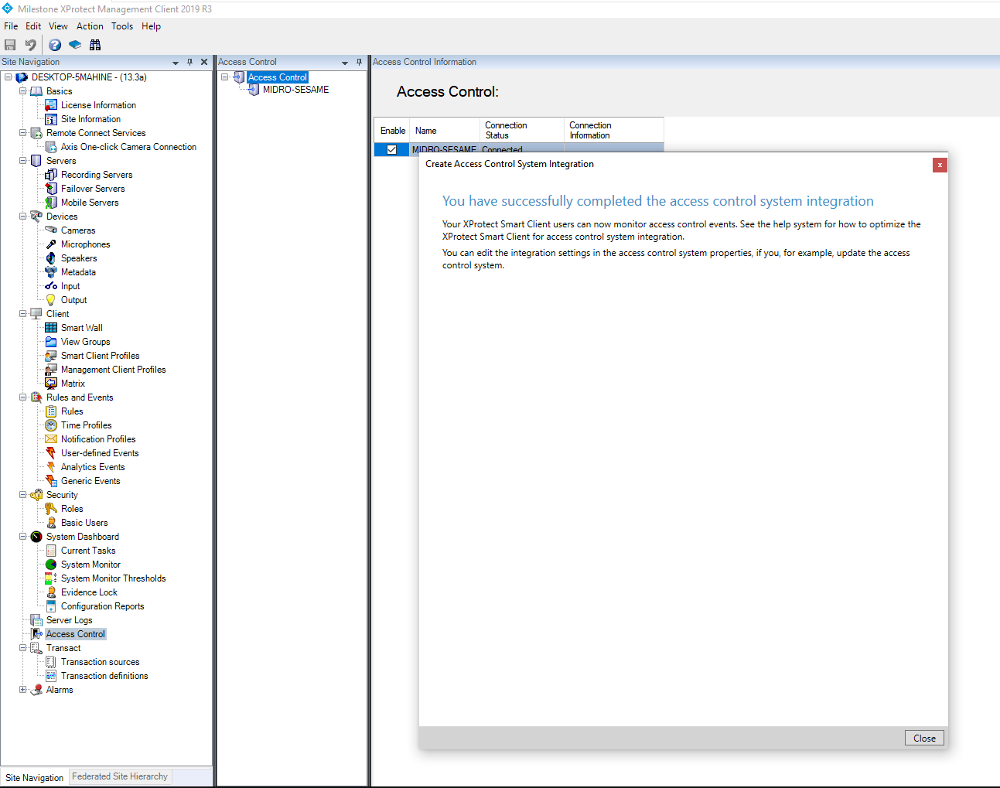 Milestone XProtect Management Client 2019 R3
File Edit View Action Tools Help
Site Navigation
DESKTOP-5MAHINE - (13.3a)
Basics
License Information
Site Information
Remote Connect Services
Axis One-click Camera Connection
Servers
Recording Servers
Failover Servers
Mobile Servers
Devices
Cameras
Microphones
Speakers
Metadata
Input
Output
Client
Smart Wall
View Groups
Smart Client Profiles
Management Client Profiles
Matrix
Rules and Events
Rules
Time Profiles
Notification Profiles
User-defined Events
Analytics Events
Generic Events
Security
Roles
Basic Users
System Dashboard
Current Tasks
System Monitor
System Monitor Thresholds
Evidence Lock
Configuration Reports
Server Logs
Access Control
Transact
Transaction sources
Transaction definitions
Alarms
Site Navigation Federated Site Hierarchy
Access Control
Access Control
MIDRO-SESAME
Access Control Information
Access Control:
Enable Name Connection Status Connection Information
MIDRO-SESAME Connected
Create Access Control System Integration
x
You have successfully completed the access control system integration
Your XProtect Smart Client users can now monitor access control events. See the help system for how to optimize the
XProtect Smart Client for access control system integration.
You can edit the integration settings in the access control system properties, if you, for example, update the access
control system.
Close